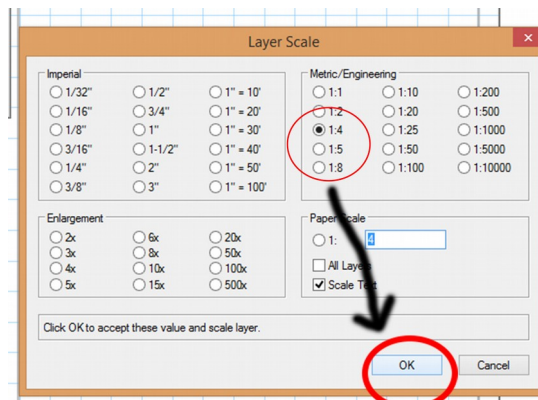 Layer Scale
Imperial
1/32" 1/2" 1" = 10'
1/16" 3/4" 1" = 20'
1/8" 1" 1" = 30'
3/16" 1-1/2" 1" = 40'
1/4" 2" 1" = 50'
3/8" 3" 1" = 100'
Metric/Engineering
1:1 1:10 1:200
1:2 1:20 1:500
1:4 1:25 1:1000
1:5 1:50 1:5000
1:8 1:100 1:10000
Enlargement
2x 6x 20x
3x 8x 50x
4x 10x 100x
5x 15x 500x
Paper Scale
1: 4
All Layers
Scale Text
Click OK to accept these value and scale layer.
OK Cancel